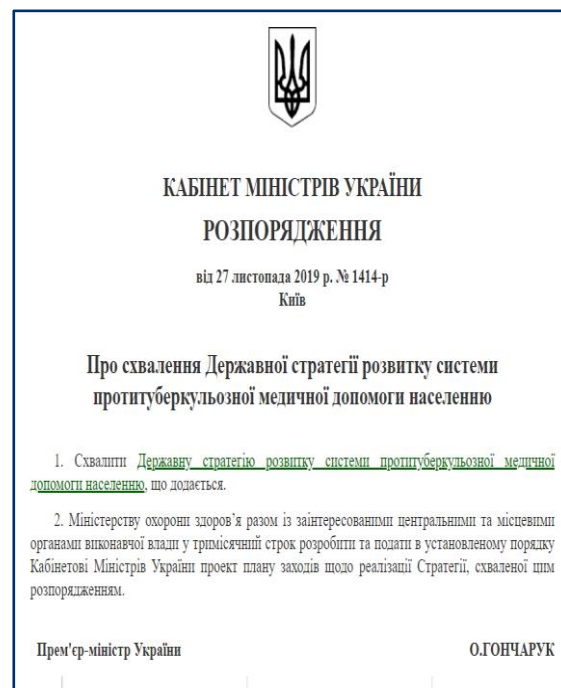 КАБІНЕТ МІНІСТРІВ УКРАЇНИ
РОЗПОРЯДЖЕННЯ
від 27 листопада 2019 р. № 1414-р
Київ
Про схвалення Державної стратегії розвитку системи
протитуберкульозної медичної допомоги населенню
1. Схвалити Державну стратегію розвитку системи протитуберкульозної медичної
допомоги населенню, що додається.
2. Міністерству охорони здоров’я разом із заінтересованими центральними та місцевими
органами виконавчої влади у тримісячний строк розробити та подати в установленому порядку
Кабінетові Міністрів України проект плану заходів щодо реалізації Стратегії, схваленої цим
розпорядженням.
Прем'єр-міністр України О.ГОНЧАРУК